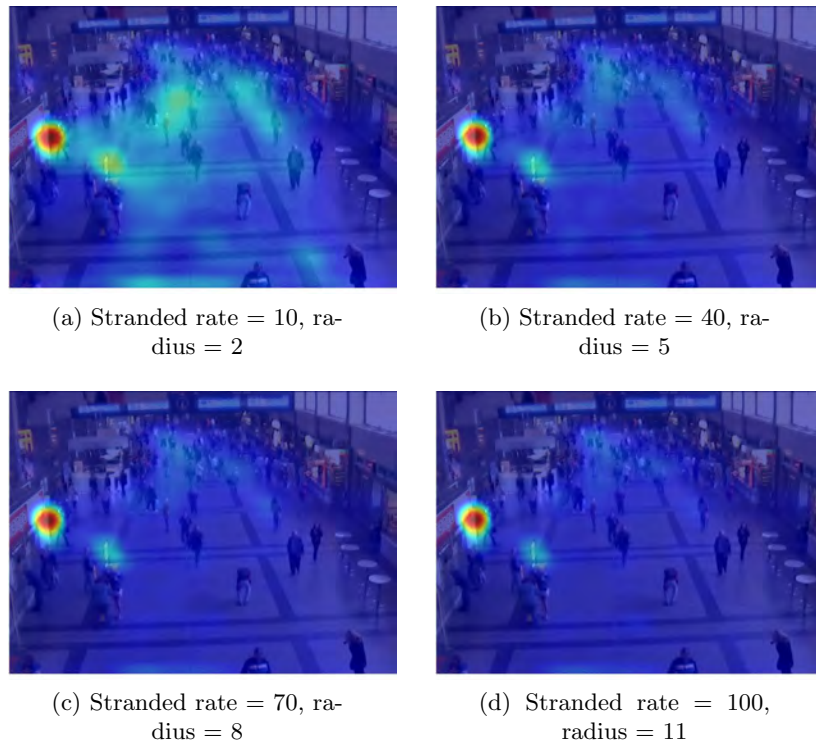 (a) Stranded rate = 10, ra-
dius = 2
(b) Stranded rate = 40, ra-
dius = 5
(c) Stranded rate = 70, ra-
dius = 8
(d) Stranded rate = 100,
radius = 11